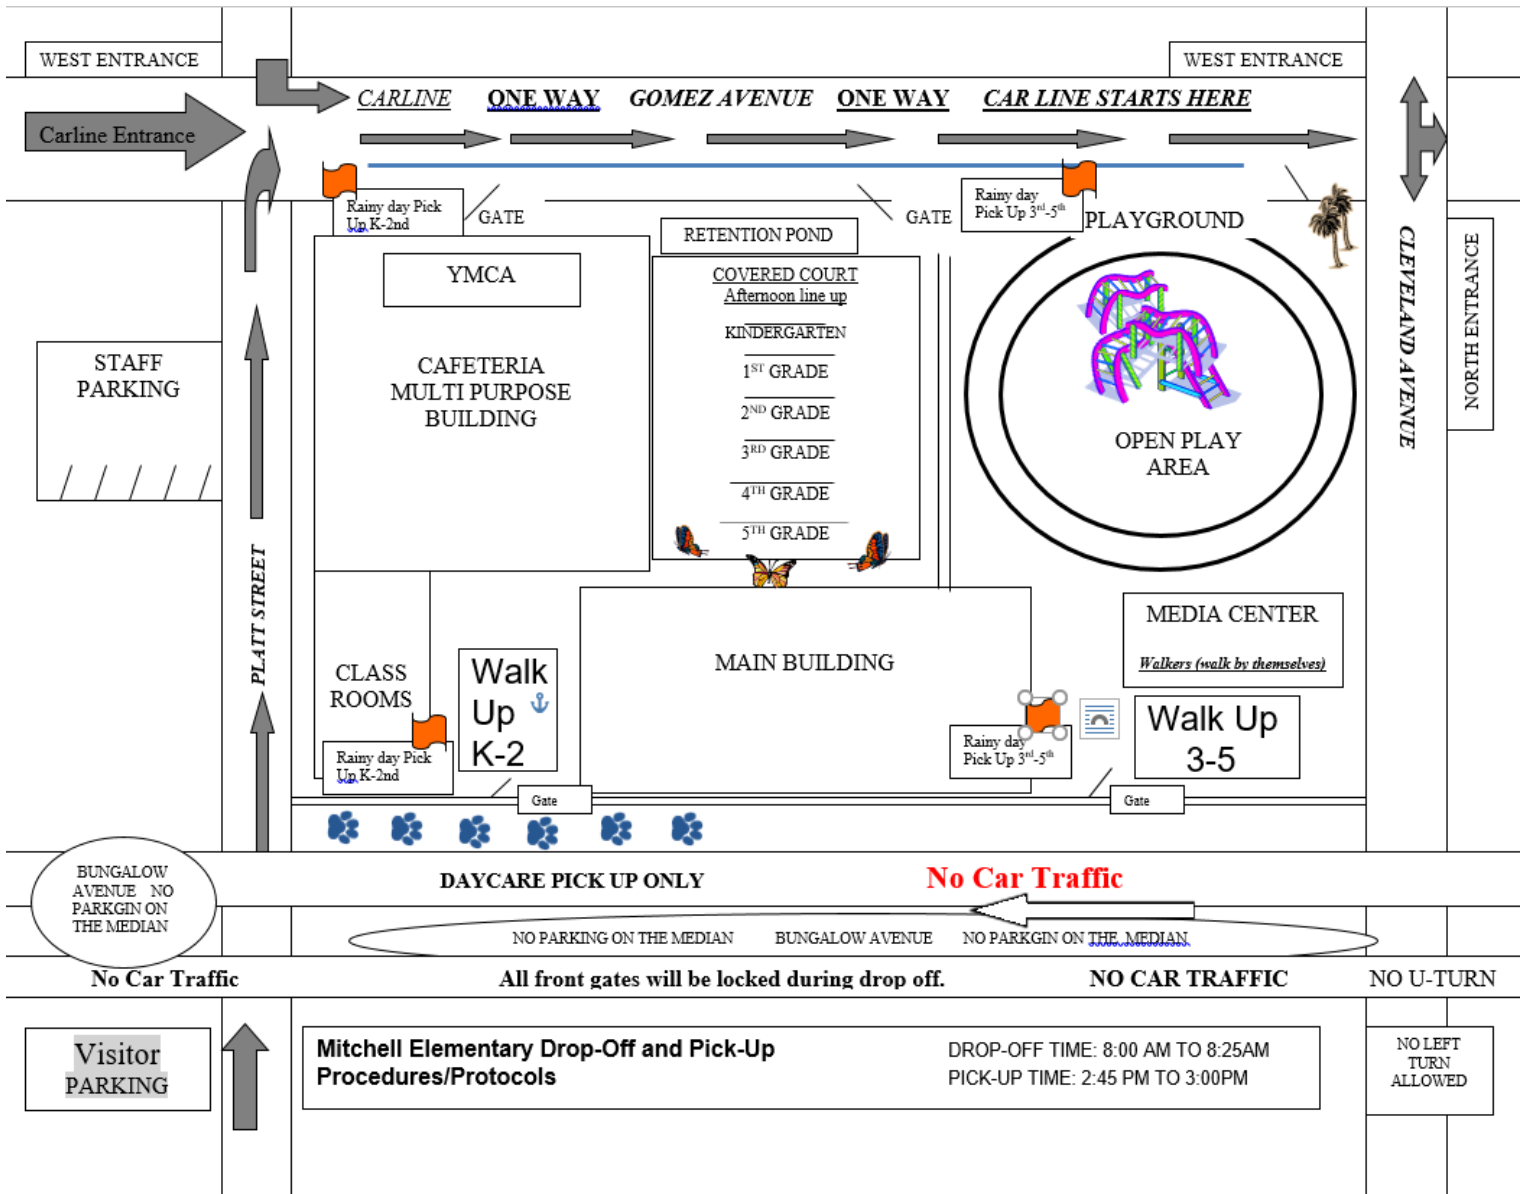 WEST ENTRANCE
WEST ENTRANCE
CARLINE ONE WAY GOMEZ AVENUE ONE WAY CAR LINE STARTS HERE
Carline Entrance
Rainy day Pick
Up K-2nd
GATE
GATE
Rainy day
Pick Up 3rd-5th
PLAYGROUND
RETENTION POND
YMCA
COVERED COURT
Afternoon line up
KINDERGARTEN
1ST GRADE
2ND GRADE
3RD GRADE
4TH GRADE
5TH GRADE
CLEVELAND AVENUE
NORTH ENTRANCE
STAFF
PARKING
CAFETERIA
MULTI PURPOSE
BUILDING
OPEN PLAY
AREA
PLATT STREET
CLASS
ROOMS
Walk
Up
K-2
MAIN BUILDING
MEDIA CENTER
Walkers (walk by themselves)
Rainy day Pick
Up K-2nd
Rainy day
Pick Up 3rd-5th
Walk Up
3-5
Gate
Gate
BUNGALOW
AVENUE NO
PARKGIN ON
THE MEDIAN
DAYCARE PICK UP ONLY
No Car Traffic
NO PARKING ON THE MEDIAN BUNGALOW AVENUE NO PARKGIN ON THE MEDIAN
No Car Traffic
All front gates will be locked during drop off.
NO CAR TRAFFIC
NO U-TURN
Visitor
PARKING
Mitchell Elementary Drop-Off and Pick-Up
Procedures/Protocols
DROP-OFF TIME: 8:00 AM TO 8:25AM
PICK-UP TIME: 2:45 PM TO 3:00PM
NO LEFT
TURN
ALLOWED